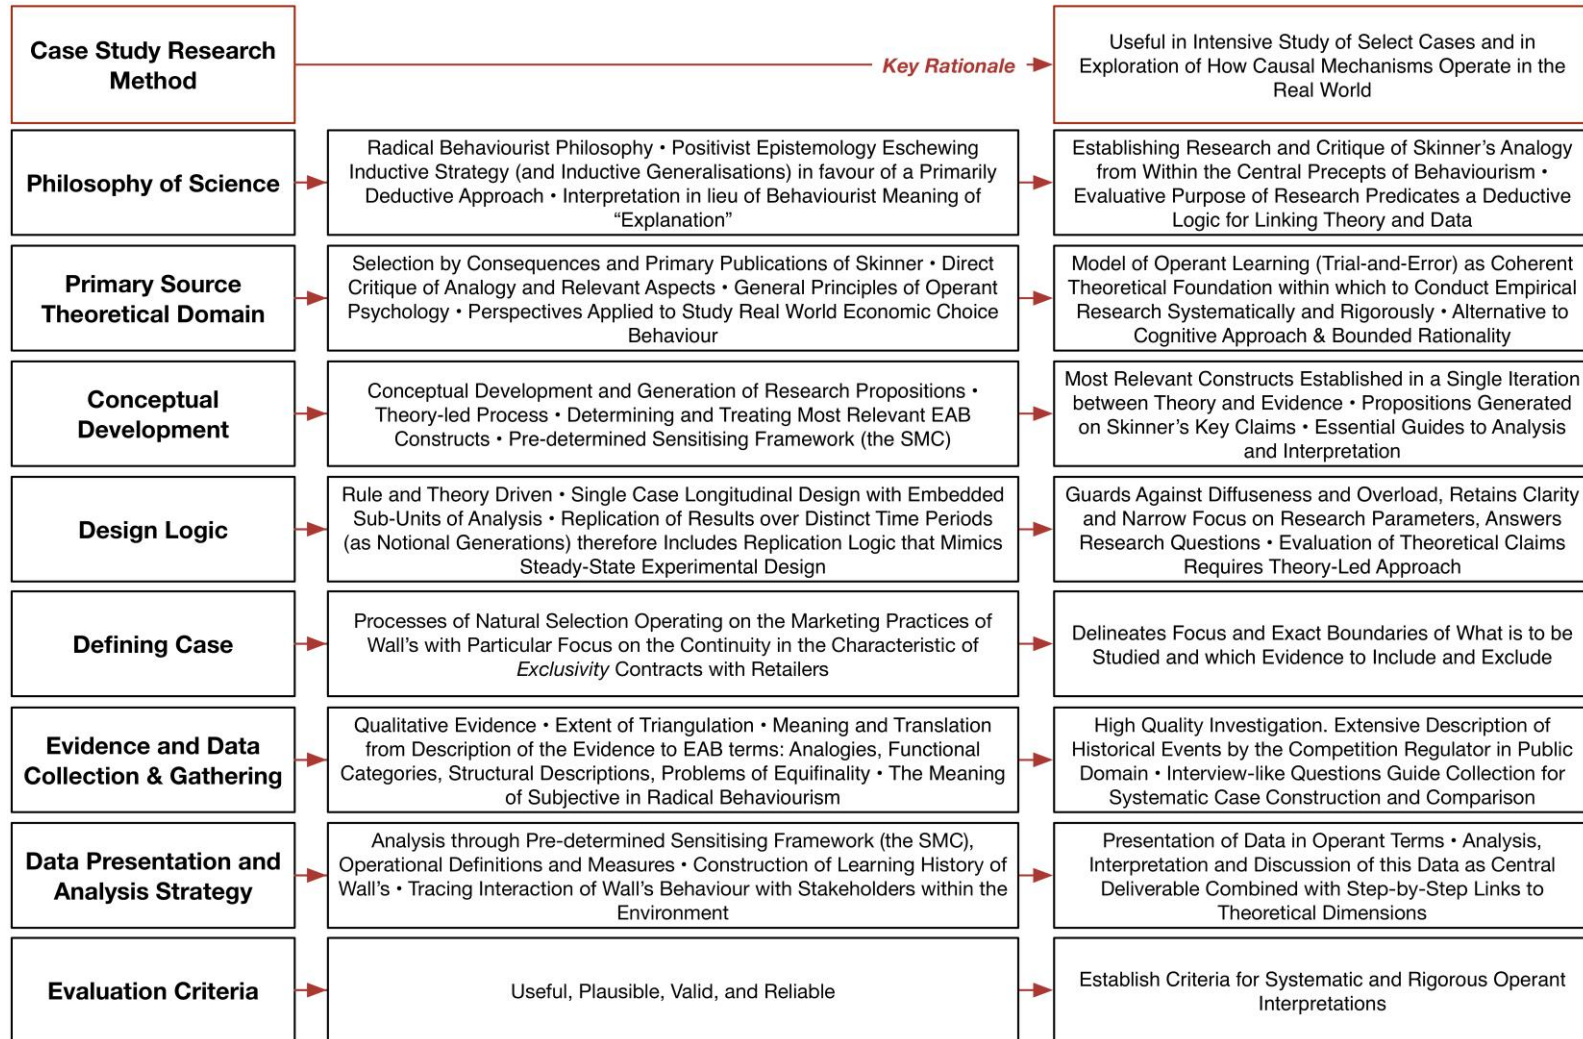 Case Study Research
Method
Key Rationale
Useful in Intensive Study of Select Cases and in
Exploration of How Causal Mechanisms Operate in the
Real World
Philosophy of Science
Radical Behaviourist Philosophy • Positivist Epistemology Eschewing
Inductive Strategy (and Inductive Generalisations) in favour of a Primarily
Deductive Approach • Interpretation in lieu of Behaviourist Meaning of
“Explanation”
Establishing Research and Critique of Skinner’s Analogy
from Within the Central Precepts of Behaviourism •
Evaluative Purpose of Research Predicates a Deductive
Logic for Linking Theory and Data
Primary Source
Theoretical Domain
Selection by Consequences and Primary Publications of Skinner • Direct
Critique of Analogy and Relevant Aspects • General Principles of Operant
Psychology • Perspectives Applied to Study Real World Economic Choice
Behaviour
Model of Operant Learning (Trial-and-Error) as Coherent
Theoretical Foundation within which to Conduct Empirical
Research Systematically and Rigorously • Alternative to
Cognitive Approach & Bounded Rationality
Conceptual
Development
Conceptual Development and Generation of Research Propositions •
Theory-led Process • Determining and Treating Most Relevant EAB
Constructs • Pre-determined Sensitising Framework (the SMC)
Most Relevant Constructs Established in a Single Iteration
between Theory and Evidence • Propositions Generated
on Skinner’s Key Claims • Essential Guides to Analysis
and Interpretation
Design Logic
Rule and Theory Driven • Single Case Longitudinal Design with Embedded
Sub-Units of Analysis • Replication of Results over Distinct Time Periods
(as Notional Generations) therefore Includes Replication Logic that Mimics
Steady-State Experimental Design
Guards Against Diffuseness and Overload, Retains Clarity
and Narrow Focus on Research Parameters, Answers
Research Questions • Evaluation of Theoretical Claims
Requires Theory-Led Approach
Defining Case
Processes of Natural Selection Operating on the Marketing Practices of
Wall’s with Particular Focus on the Continuity in the Characteristic of
Exclusivity Contracts with Retailers
Delineates Focus and Exact Boundaries of What is to be
Studied and which Evidence to Include and Exclude
Evidence and Data
Collection & Gathering
Qualitative Evidence • Extent of Triangulation • Meaning and Translation
from Description of the Evidence to EAB terms: Analogies, Functional
Categories, Structural Descriptions, Problems of Equifinality • The Meaning
of Subjective in Radical Behaviourism
High Quality Investigation. Extensive Description of
Historical Events by the Competition Regulator in Public
Domain • Interview-like Questions Guide Collection for
Systematic Case Construction and Comparison
Data Presentation and
Analysis Strategy
Analysis through Pre-determined Sensitising Framework (the SMC),
Operational Definitions and Measures • Construction of Learning History of
Wall’s • Tracing Interaction of Wall’s Behaviour with Stakeholders within the
Environment
Presentation of Data in Operant Terms • Analysis,
Interpretation and Discussion of this Data as Central
Deliverable Combined with Step-by-Step Links to
Theoretical Dimensions
Evaluation Criteria
Useful, Plausible, Valid, and Reliable
Establish Criteria for Systematic and Rigorous Operant
Interpretations